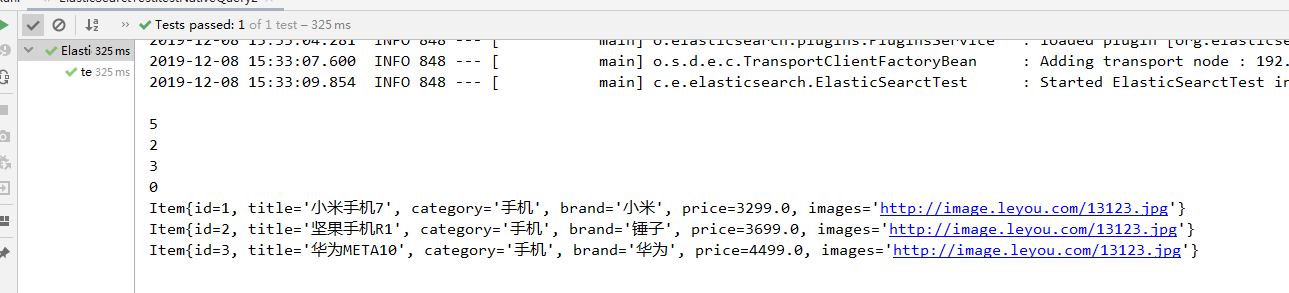 Tests passed: 1 of 1 test – 325 ms
Elasti 325 ms
te 325 ms
2019-12-08 15:33:04.281  INFO 848 --- [           main] o.elasticsearch.plugins.PluginsService   : loaded plugin [org.elasticse
2019-12-08 15:33:07.600  INFO 848 --- [           main] o.s.d.e.c.TransportClientFactoryBean     : Adding transport node : 192.
2019-12-08 15:33:09.854  INFO 848 --- [           main] c.e.elasticsearch.ElasticSearctTest      : Started ElasticSearctTest in
5
2
3
0
Item{id=1, title='小米手机7', category='手机', brand='小米', price=3299.0, images='http://image.leyou.com/13123.jpg'}
Item{id=2, title='坚果手机R1', category='手机', brand='锤子', price=3699.0, images='http://image.leyou.com/13123.jpg'}
Item{id=3, title='华为META10', category='手机', brand='华为', price=4499.0, images='http://image.leyou.com/13123.jpg'}